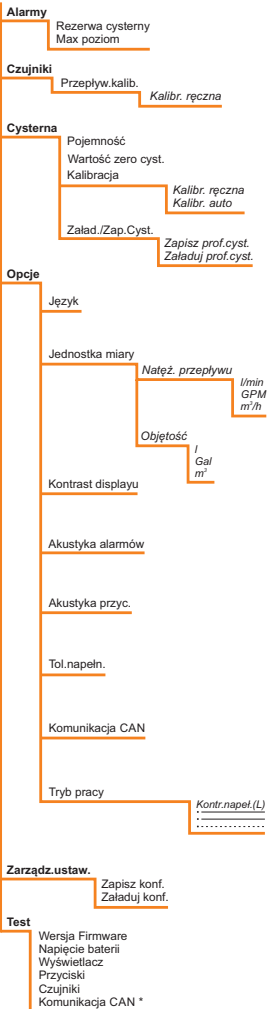 Alarmy
Rezerwa cysterny
Max poziom
Czujniki
Przepływ.kalib.
Kalibr. ręczna
Cysterna
Pojemność
Wartość zero cyst.
Kalibracja
Kalibr. ręczna
Kalibr. auto
Załad./Zap.Cyst.
Zapisz prof.cyst.
Załaduj prof.cyst.
Opcje
Język
Jednostka miary
Natęż. przepływu
l/min
GPM
m³/h
Objętość
l
Gal
m³
Kontrast displayu
Akustyka alarmów
Akustyka przyc.
Tol.napełn.
Komunikacja CAN
Tryb pracy
Kontr.napeł.(L)
Zarządz.ustaw.
Zapisz konf.
Załaduj konf.
Test
Wersja Firmware
Napięcie baterii
Wyświetlacz
Przyciski
Czujniki
Komunikacja CAN *